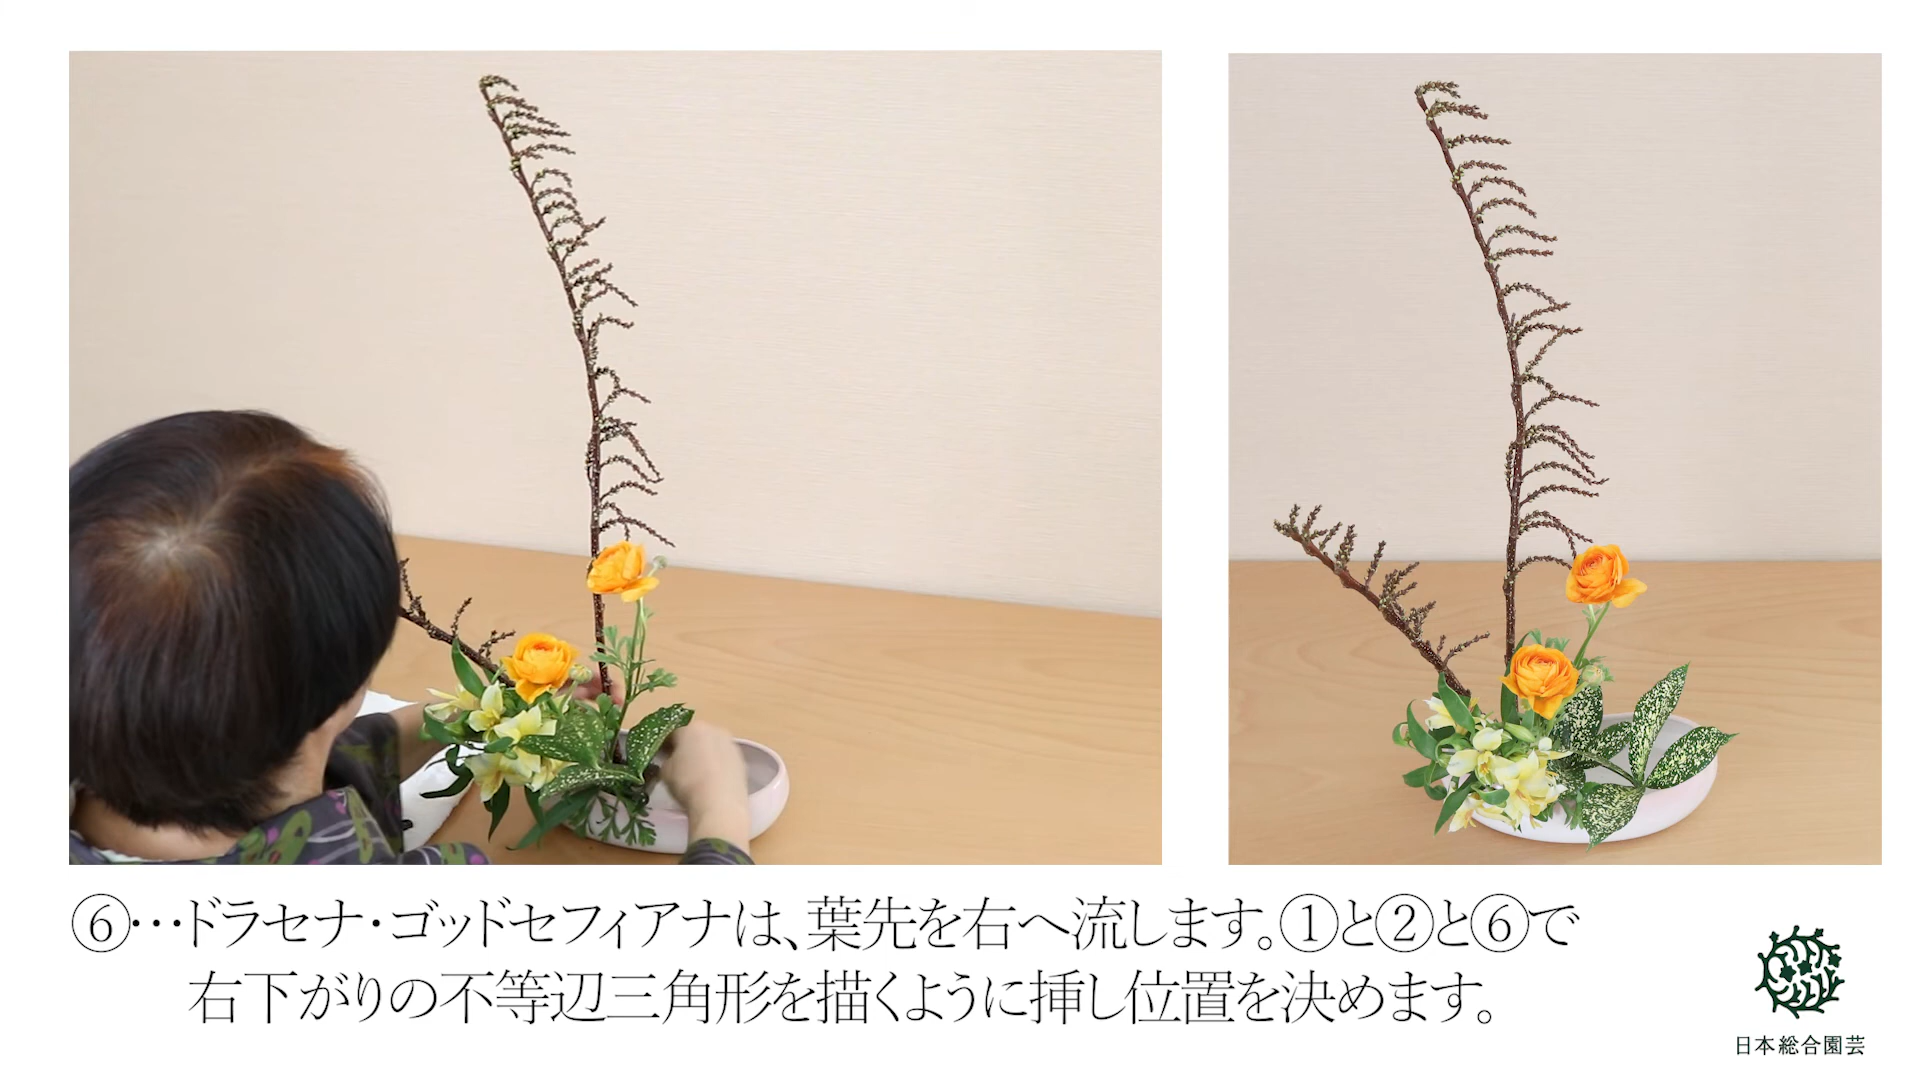 ⑥…ドラセナ・ゴッドセフィアナは、葉先を右へ流します。①と②と⑥で
右下がりの不等辺三角形を描くように挿し位置を決めます。
日本総合園芸